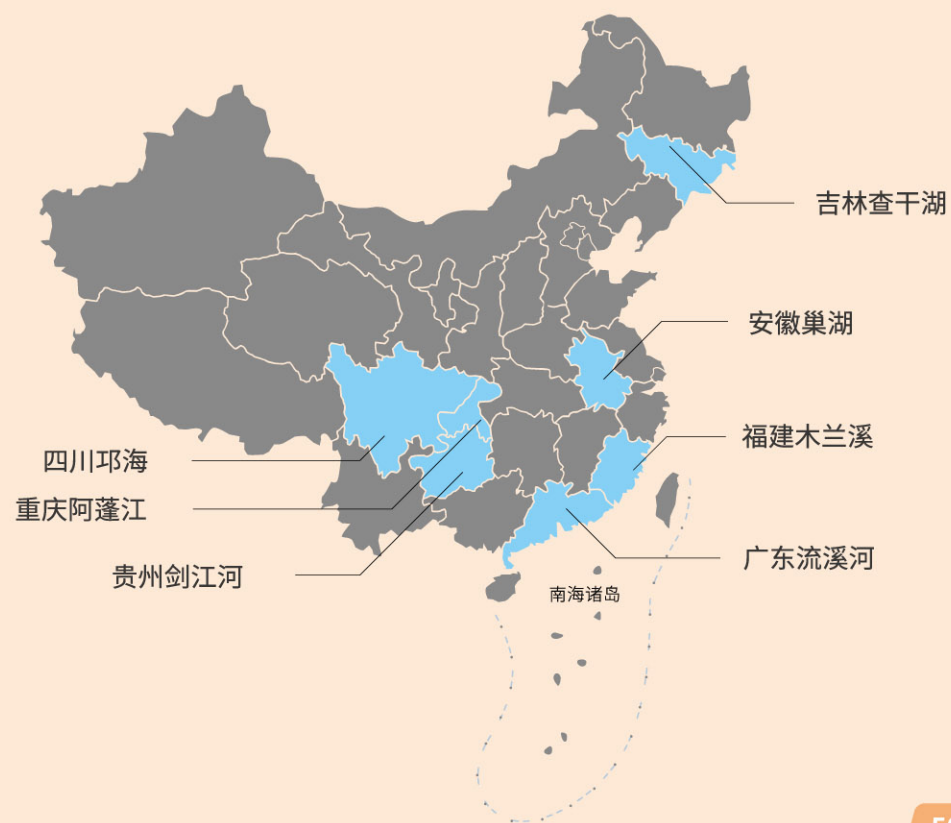 吉林查干湖
安徽巢湖
福建木兰溪
四川邛海
重庆阿蓬江
广东流溪河
贵州剑江河
南海诸岛